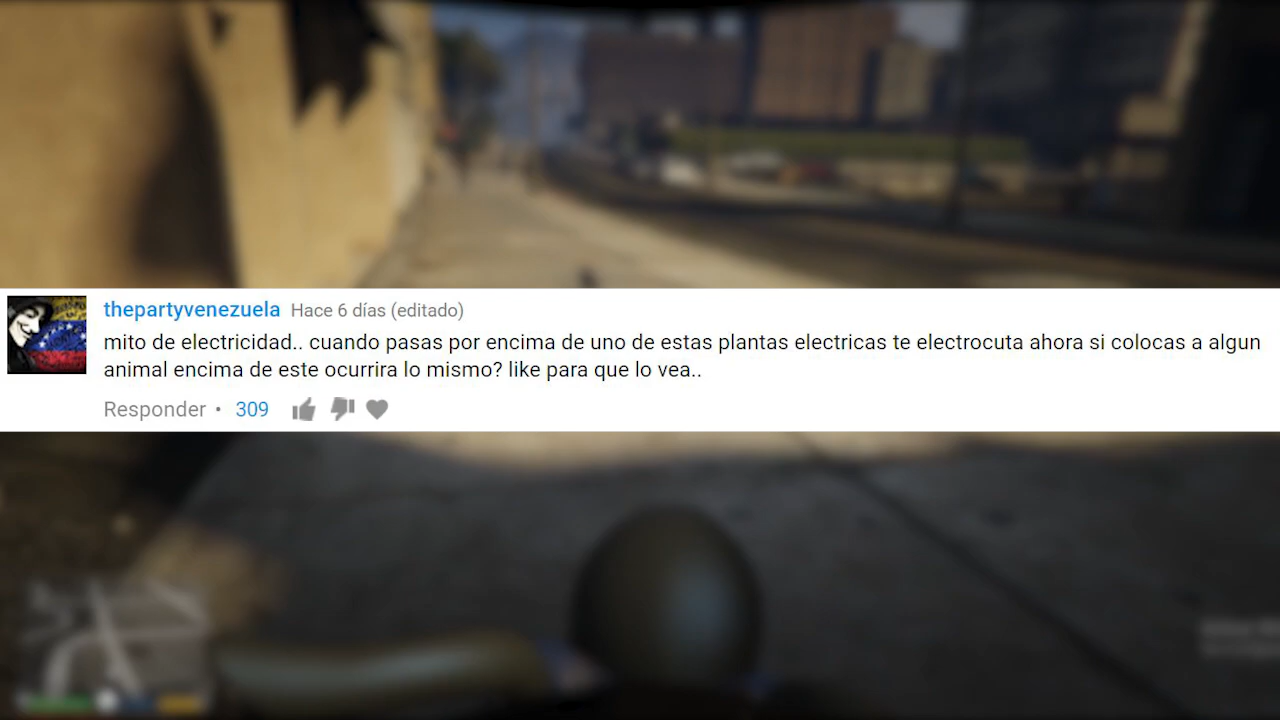 thepartyvenezuela Hace 6 días (editado)
mito de electricidad.. cuando pasas por encima de uno de estas plantas electricas te electrocuta ahora si colocas a algun
animal encima de este ocurrira lo mismo? like para que lo vea..
Responder • 309